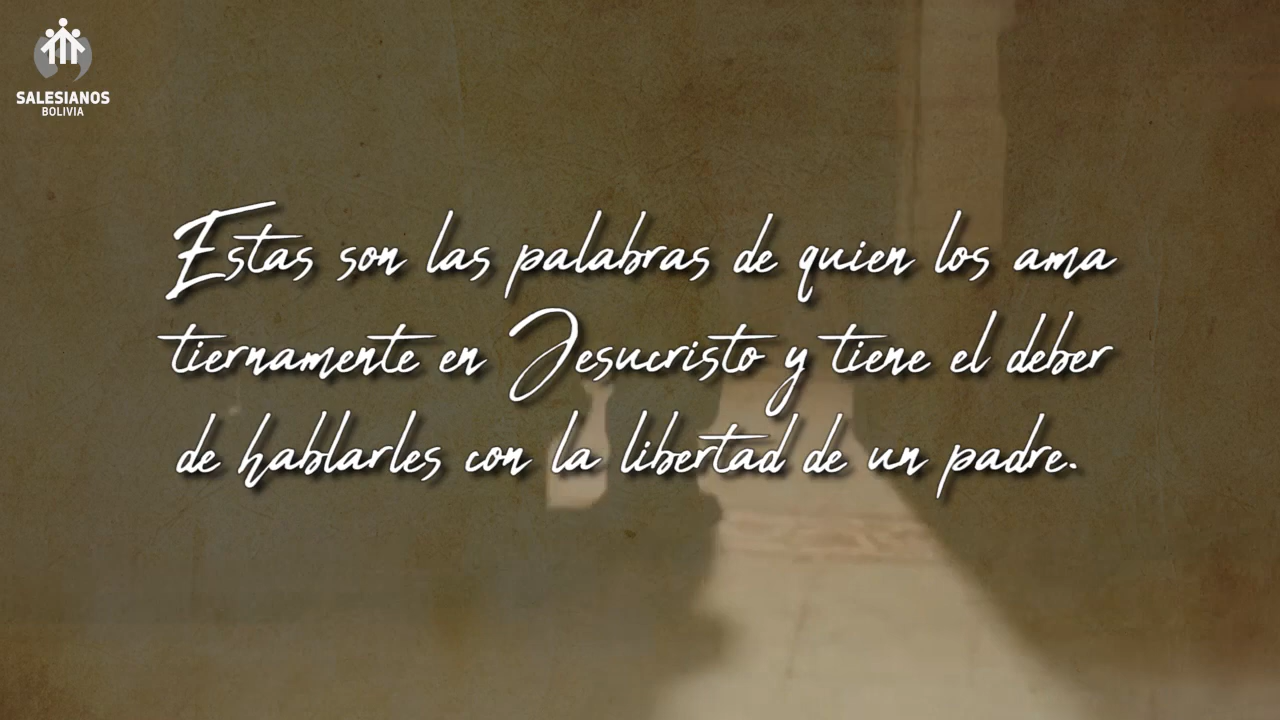 SALESIANOS
BOLIVIA
Estas son las palabras de quien los ama
tiernamente en Jesucristo y tiene el deber
de hablarles con la libertad de un padre.